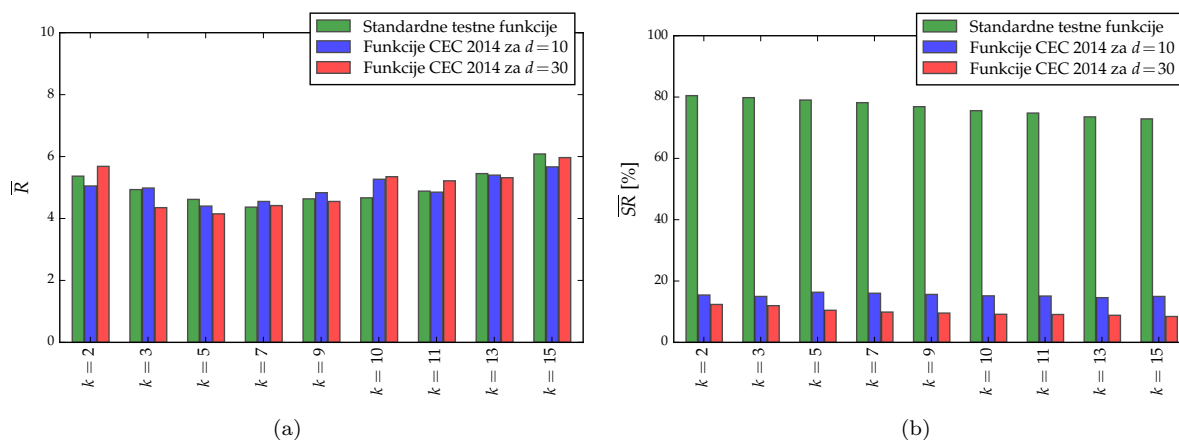 Standardne testne funkcije
Funkcije CEC 2014 za d = 10
Funkcije CEC 2014 za d = 30
10
8
6
4
2
0
R
k = 2
k = 3
k = 5
k = 7
k = 9
k = 10
k = 11
k = 13
k = 15
(a)
Standardne testne funkcije
Funkcije CEC 2014 za d = 10
Funkcije CEC 2014 za d = 30
100
80
60
40
20
0
SR [%]
k = 2
k = 3
k = 5
k = 7
k = 9
k = 10
k = 11
k = 13
k = 15
(b)